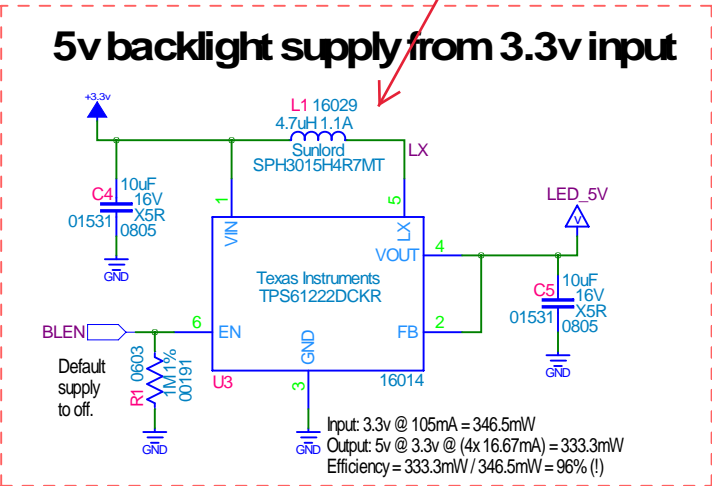 5v backlight supply from 3.3v input
+3.3v
L1 16029
4.7uH 1.1A
Sunlord
SPH3015H4R7MT
LX
C4
10uF
16V
X5R
0805
01531
GND
1
VIN
5
LX
LED_5V
V
VOUT
4
Texas Instruments
TPS61222DCKR
C5
10uF
16V
X5R
0805
01531
GND
BLEN
6
EN
FB
2
GND
3
U3
16014
Default
supply
to off.
R1 0603
1M 1%
00191
GND
GND
Input: 3.3v @ 105mA = 346.5mW
Output: 5v @ 3.3v @ (4x 16.67mA) = 333.3mW
Efficiency = 333.3mW / 346.5mW = 96% (!)